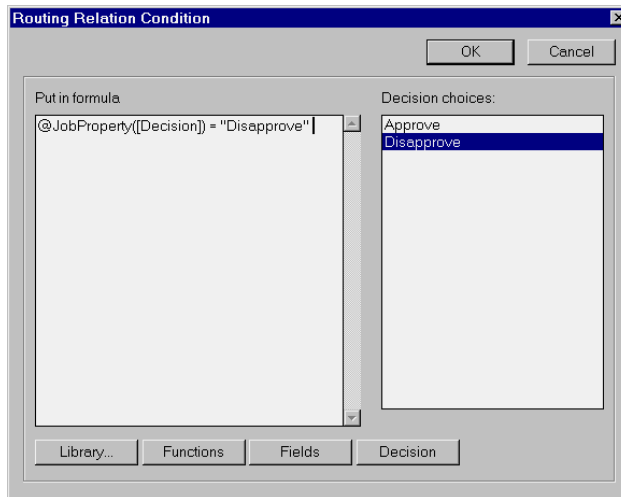 Routing Relation Condition
OK Cancel
Put in formula Decision choices:
@JobProperty([Decision]) = "Disapprove"
Approve
Disapprove
Library... Functions Fields Decision